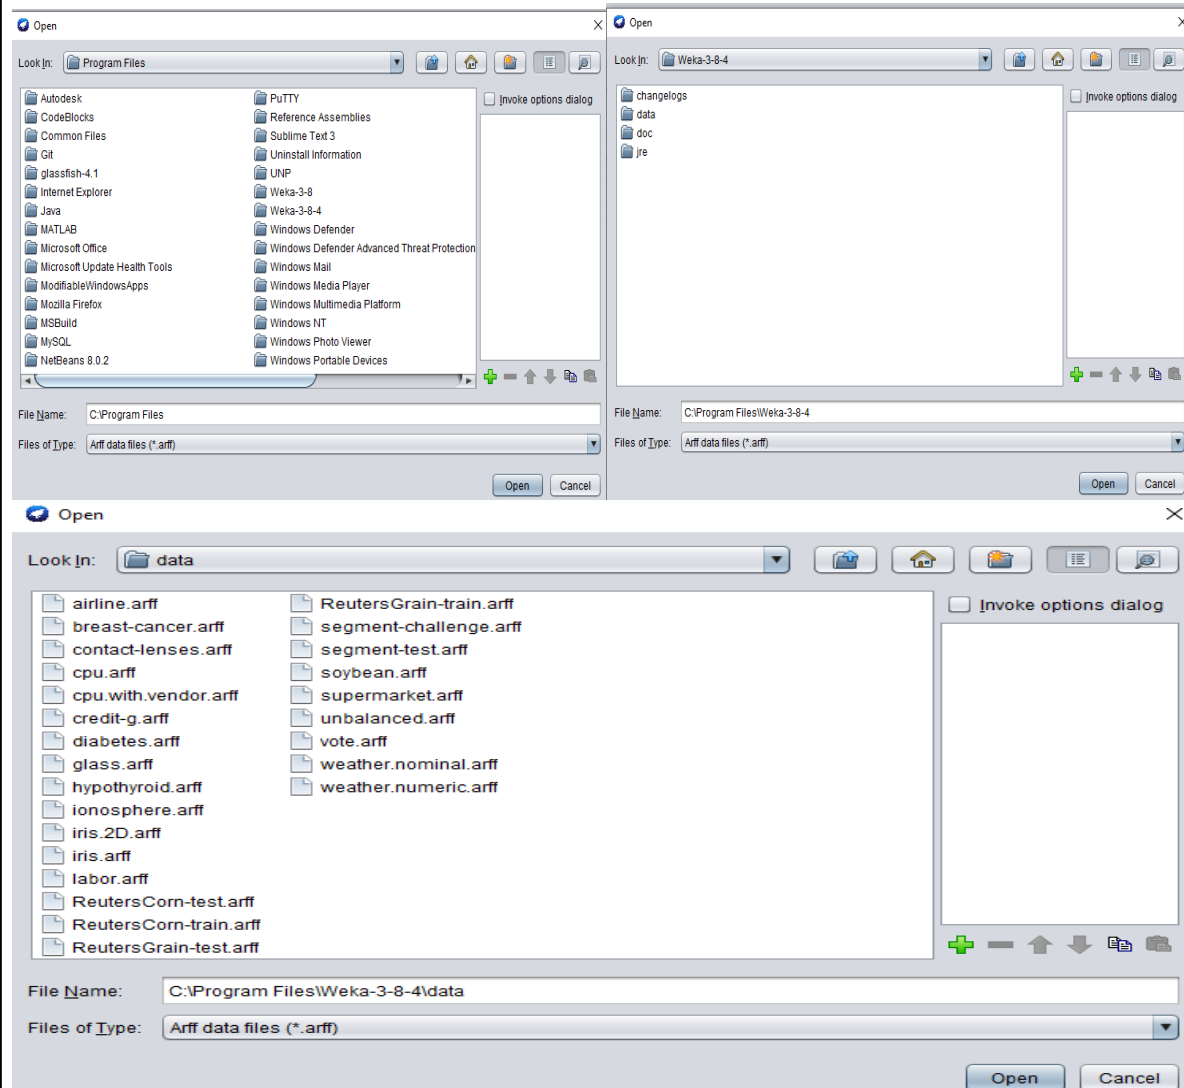 Open
Look In: Program Files
Autodesk
CodeBlocks
Common Files
Git
glassfish-4.1
Internet Explorer
Java
MATLAB
Microsoft Office
Microsoft Update Health Tools
ModifiableWindowsApps
Mozilla Firefox
MSBuild
MySQL
NetBeans 8.0.2
PuTTY
Reference Assemblies
Sublime Text 3
Uninstall Information
UNP
Weka-3-8
Weka-3-8-4
Windows Defender
Windows Defender Advanced Threat Protection
Windows Mail
Windows Media Player
Windows Multimedia Platform
Windows NT
Windows Photo Viewer
Windows Portable Devices
Invoke options dialog
File Name: C:\Program Files
Files of Type: Arff data files (*.arff)
Open Cancel
Open
Look In: Weka-3-8-4
changelogs
data
doc
jre
Invoke options dialog
File Name: C:\Program Files\Weka-3-8-4
Files of Type: Arff data files (*.arff)
Open Cancel
Open
Look In: data
airline.arff
breast-cancer.arff
contact-lenses.arff
cpu.arff
cpu.with.vendor.arff
credit-g.arff
diabetes.arff
glass.arff
hypothyroid.arff
ionosphere.arff
iris.2D.arff
iris.arff
labor.arff
ReutersCorn-test.arff
ReutersCorn-train.arff
ReutersGrain-test.arff
ReutersGrain-train.arff
segment-challenge.arff
segment-test.arff
soybean.arff
supermarket.arff
unbalanced.arff
vote.arff
weather.nominal.arff
weather.numeric.arff
Invoke options dialog
File Name: C:\Program Files\Weka-3-8-4\data
Files of Type: Arff data files (*.arff)
Open Cancel